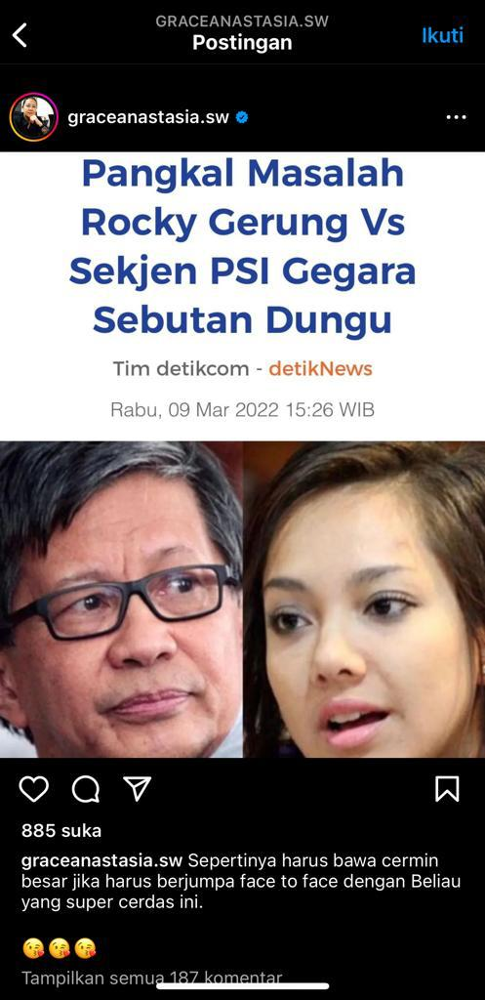 GRACEANASTASIA.SW
Postingan
Ikuti
graceanastasia.sw
Pangkal Masalah
Rocky Gerung Vs
Sekjen PSI Gegara
Sebutan Dungu
Tim detikcom - detikNews
Rabu, 09 Mar 2022 15:26 WIB
885 suka
graceanastasia.sw Sepertinya harus bawa cermin
besar jika harus berjumpa face to face dengan Beliau
yang super cerdas ini.
😘😘😘
Tampilkan semua 187 komentar